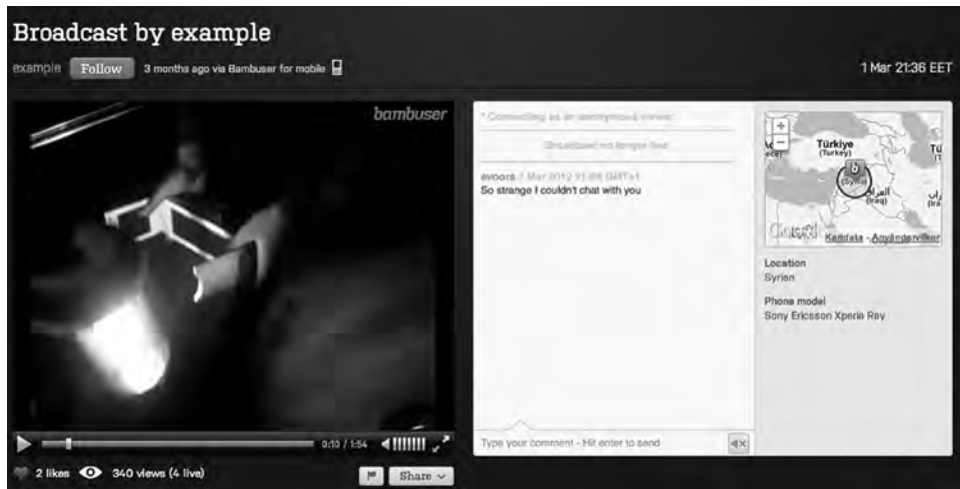 Broadcast by example
example Follow 3 months ago via Bambuser for mobile
1 Mar 21:36 EET
bambuser
* Connecting as an anonymous viewer
Broadcast no longer live
evoors 1 Mar 2012 21:06 GMT+1
So strange I couldn't chat with you
Type your comment - Hit enter to send
+
−
Türkiye
(Turkey)
b
(Syria)
العراق
(Iraq)
Kartdata - Användarvillkor
Location
Syrien
Phone model
Sony Ericsson Xperia Ray
0:10 / 1:54
2 likes 340 views (4 live)
Share